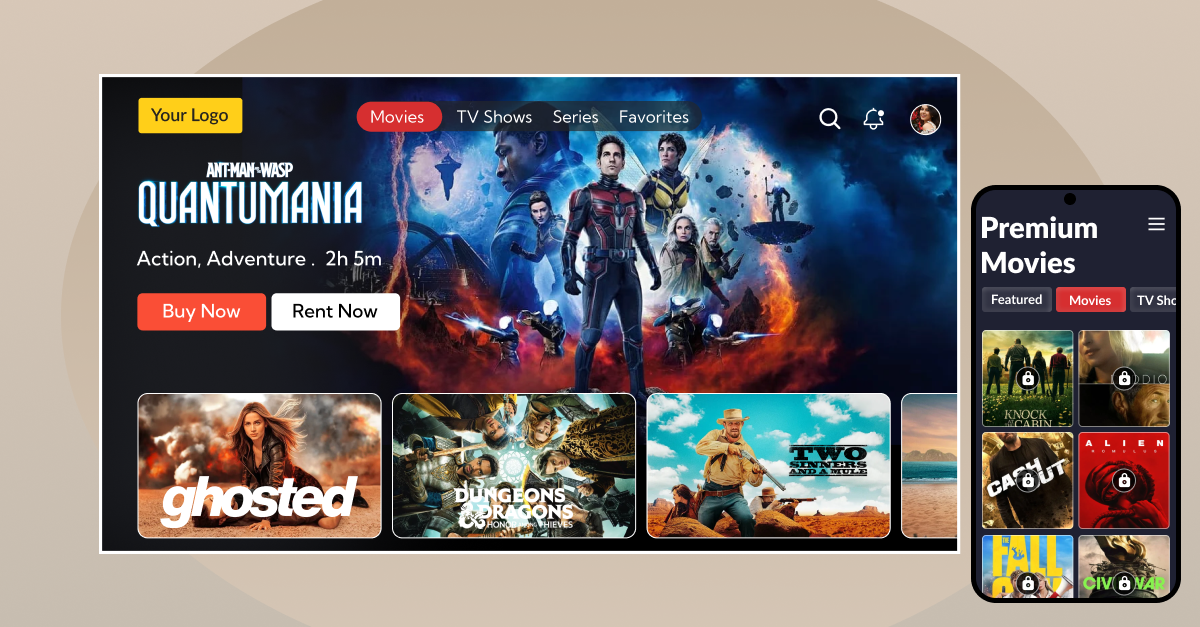 Your Logo
Movies
TV Shows
Series
Favorites
ANT-MAN AND THE WASP
QUANTUMANIA
Action, Adventure . 2h 5m
Buy Now
Rent Now
ghosted
DUNGEONS
& DRAGONS
HONOR AMONG THIEVES
TWO
SINNERS
AND A MULE
Premium
Movies
Featured
Movies
TV Sho
KNOCK
AT THE
CABIN
CASH
OUT
ALIEN
ROMULUS
THE
FALL
GUY
CIVIL WAR